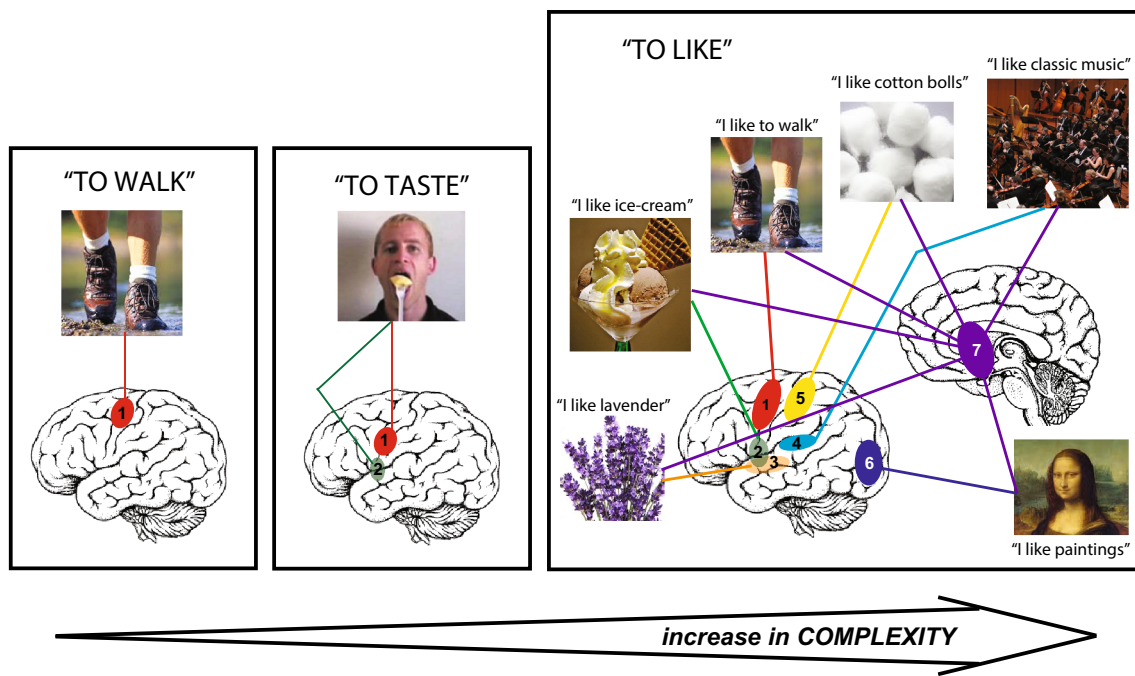 “TO WALK”
1
“TO TASTE”
1
2
“TO LIKE”
“I like ice-cream”
“I like to walk”
“I like cotton bolls”
“I like classic music”
“I like lavender”
1
5
2
4
3
6
7
“I like paintings”
increase in COMPLEXITY